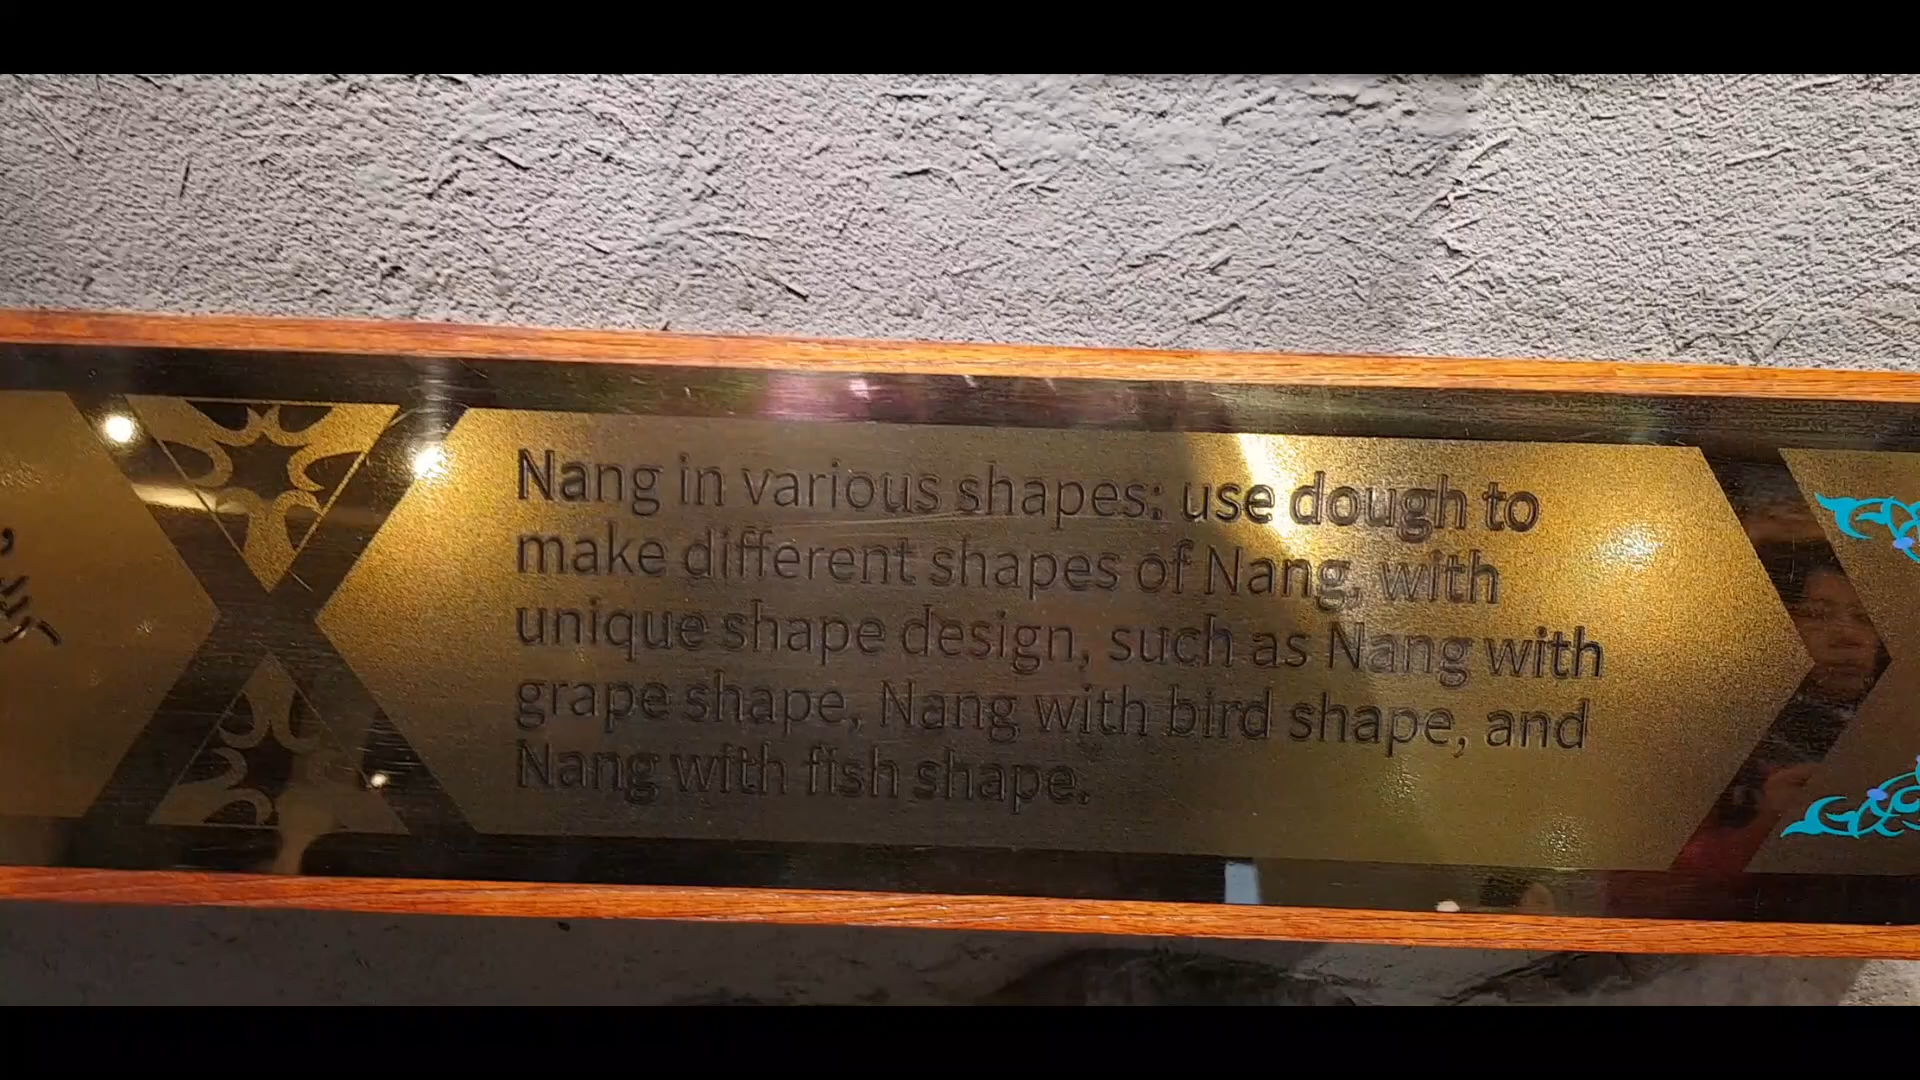 Nang in various shapes: use dough to
make different shapes of Nang, with
unique shape design, such as Nang with
grape shape, Nang with bird shape, and
Nang with fish shape.